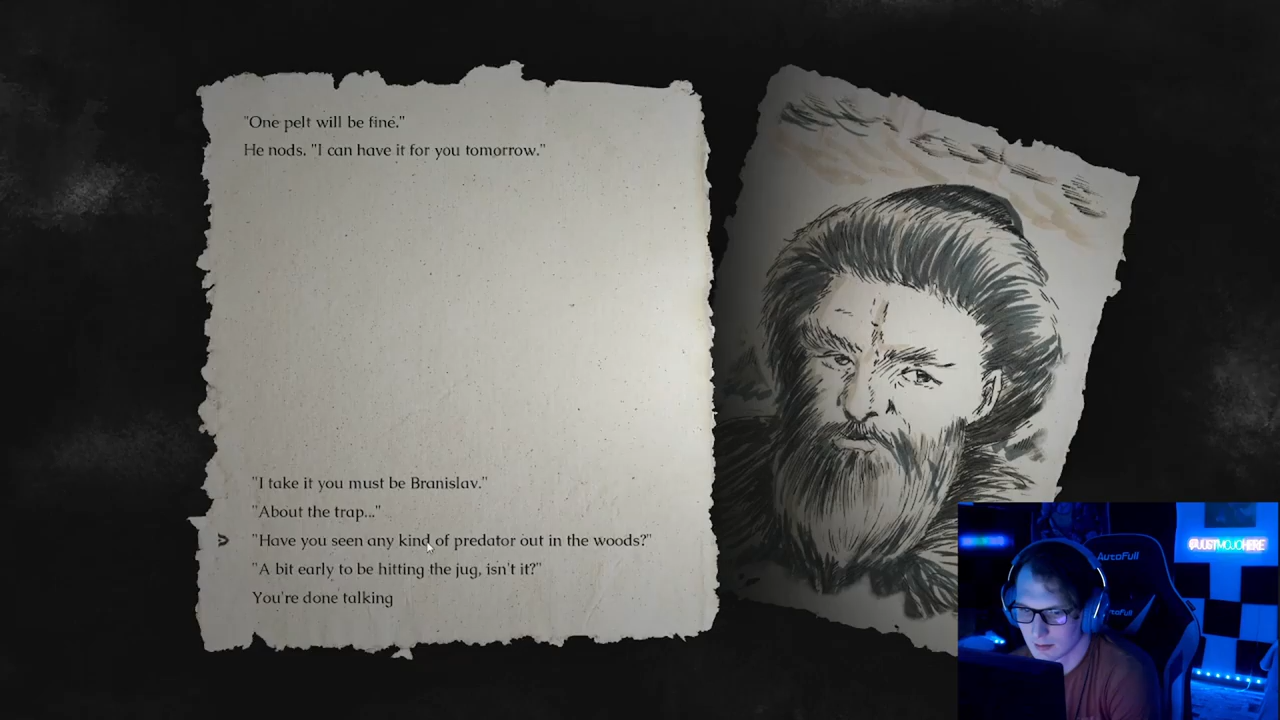 "One pelt will be fine."
He nods. "I can have it for you tomorrow."
"I take it you must be Branislav."
"About the trap..."
"Have you seen any kind of predator out in the woods?"
"A bit early to be hitting the jug, isn't it?"
You're done talking
AutoFull
AutoFull
@JUSTMOJOHERE